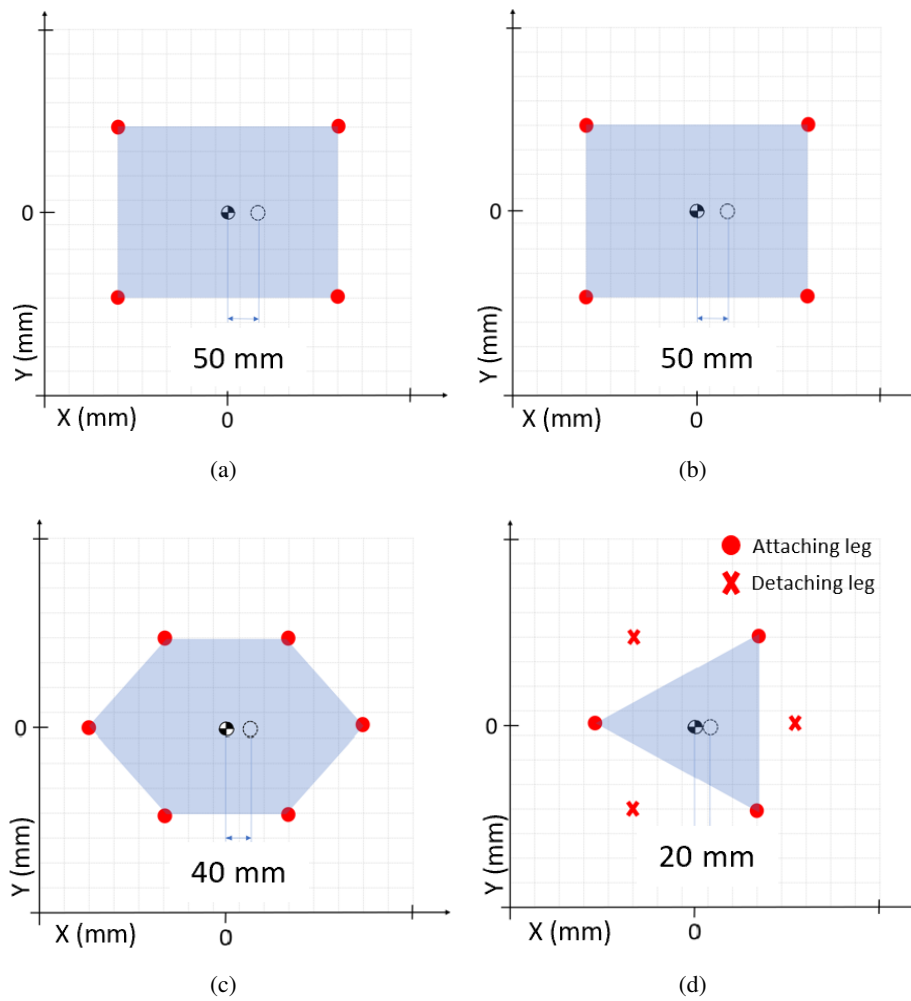 0
Y (mm)
50 mm
X (mm)
0
(a)
0
Y (mm)
50 mm
X (mm)
0
(b)
0
Y (mm)
40 mm
X (mm)
0
(c)
Attaching leg
Detaching leg
0
Y (mm)
20 mm
X (mm)
0
(d)